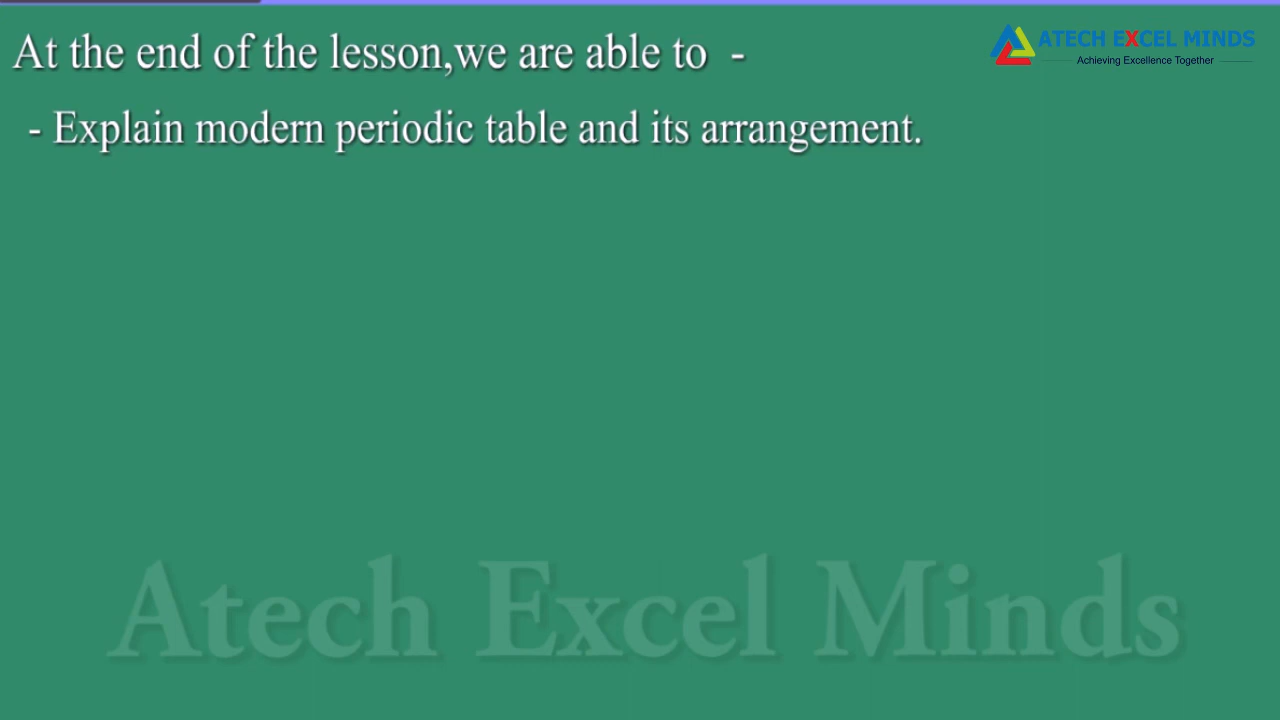 At the end of the lesson,we are able to -
ATECH EXCEL MINDS
Achieving Excellence Together
- Explain modern periodic table and its arrangement.
Atech Excel Minds